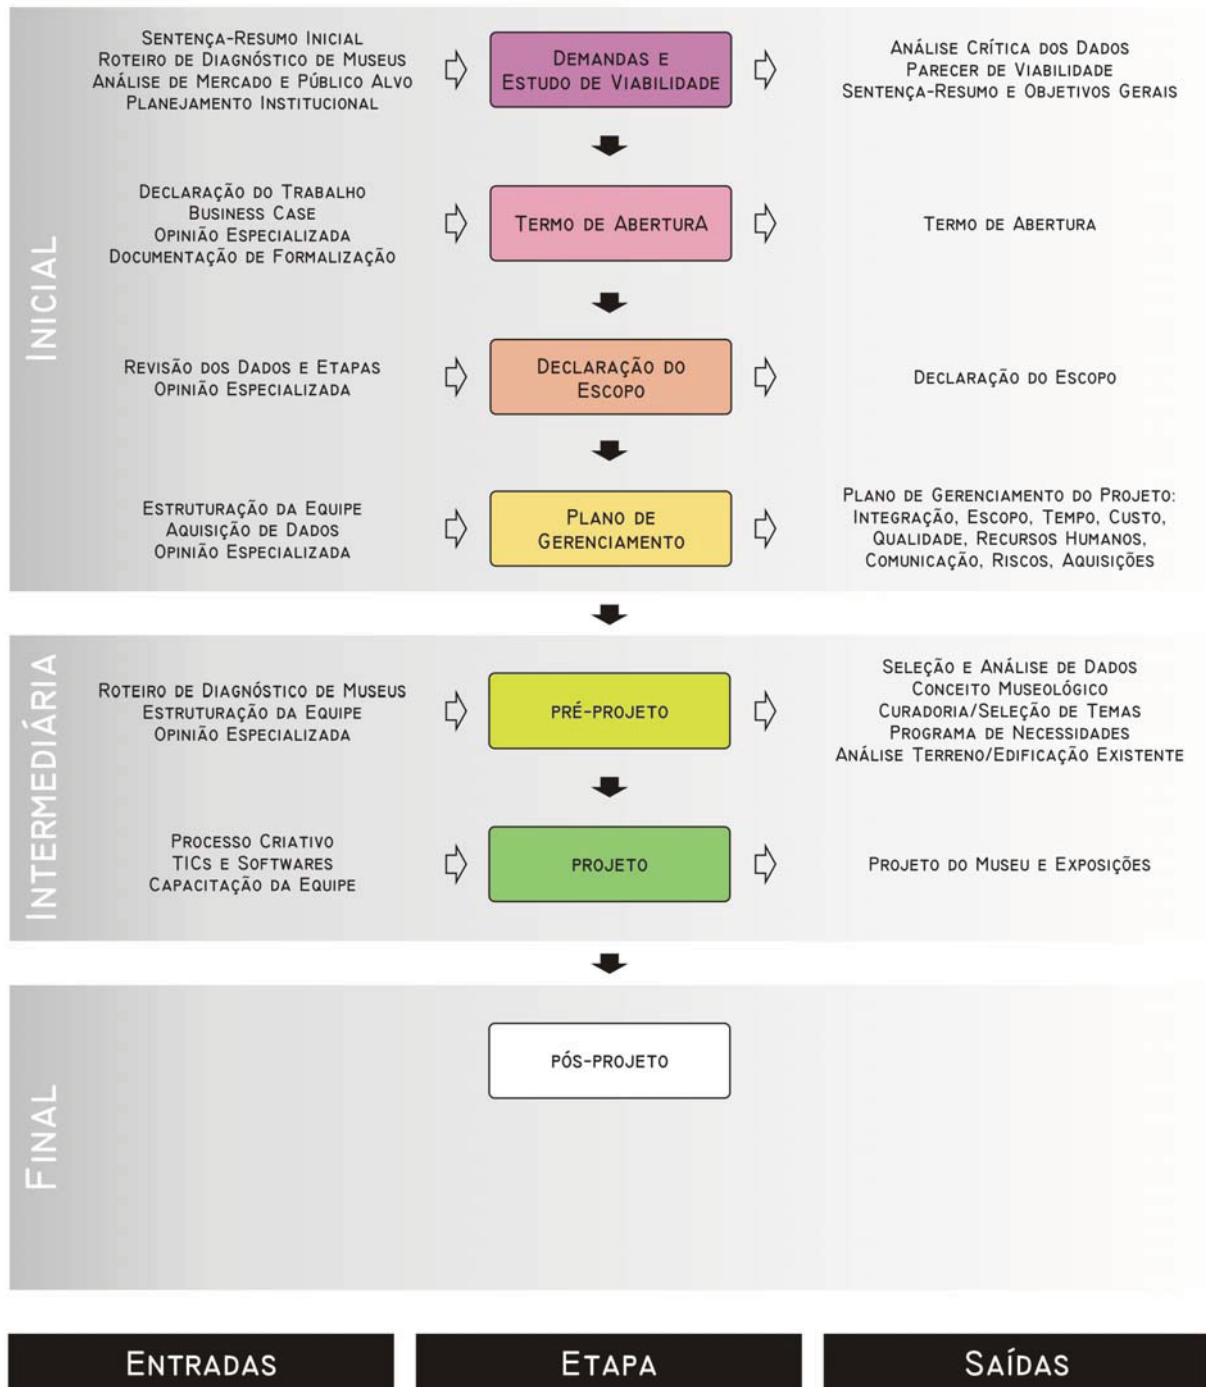 INICIAL
SENTENÇA-RESUMO INICIAL
ROTEIRO DE DIAGNÓSTICO DE MUSEUS
ANÁLISE DE MERCADO E PÚBLICO ALVO
PLANEJAMENTO INSTITUCIONAL
DEMANDAS E
ESTUDO DE VIABILIDADE
ANÁLISE CRÍTICA DOS DADOS
PARECER DE VIABILIDADE
SENTENÇA-RESUMO E OBJETIVOS GERAIS
DECLARAÇÃO DO TRABALHO
BUSINESS CASE
OPINIÃO ESPECIALIZADA
DOCUMENTAÇÃO DE FORMALIZAÇÃO
TERMO DE ABERTURA
TERMO DE ABERTURA
REVISÃO DOS DADOS E ETAPAS
OPINIÃO ESPECIALIZADA
DECLARAÇÃO DO
ESCOPO
DECLARAÇÃO DO ESCOPO
ESTRUTURAÇÃO DA EQUIPE
AQUISIÇÃO DE DADOS
OPINIÃO ESPECIALIZADA
PLANO DE
GERENCIAMENTO
PLANO DE GERENCIAMENTO DO PROJETO:
INTEGRAÇÃO, ESCOPO, TEMPO, CUSTO,
QUALIDADE, RECURSOS HUMANOS,
COMUNICAÇÃO, RISCOS, AQUISIÇÕES
INTERMEDIÁRIA
ROTEIRO DE DIAGNÓSTICO DE MUSEUS
ESTRUTURAÇÃO DA EQUIPE
OPINIÃO ESPECIALIZADA
PRÉ-PROJETO
SELEÇÃO E ANÁLISE DE DADOS
CONCEITO MUSEOLÓGICO
CURADORIA/SELEÇÃO DE TEMAS
PROGRAMA DE NECESSIDADES
ANÁLISE TERRENO/EDIFICAÇÃO EXISTENTE
PROCESSO CRIATIVO
TICS E SOFTWARES
CAPACITAÇÃO DA EQUIPE
PROJETO
PROJETO DO MUSEU E EXPOSIÇÕES
FINAL
PÓS-PROJETO
ENTRADAS
ETAPA
SAÍDAS